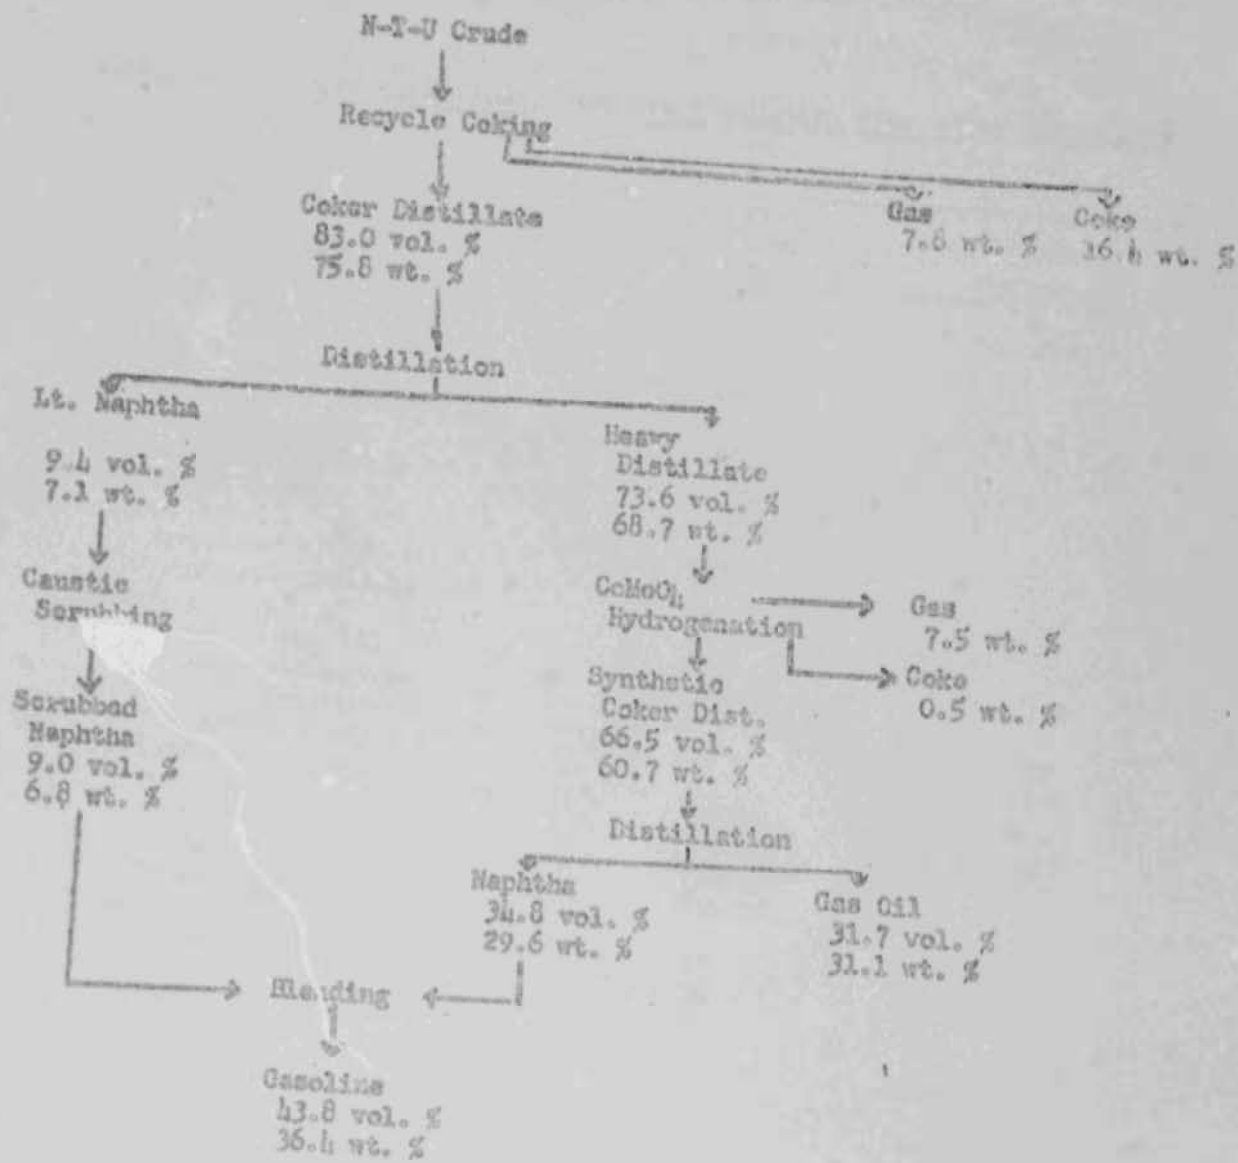 N-T-U Crude
Recycle Coking
Coker Distillate
83.0 vol. %
75.8 wt. %
Gas
7.8 wt. %
Coke
16.4 wt. %
Distillation
Lt. Naphtha
9.4 vol. %
7.1 wt. %
Heavy
Distillate
73.6 vol. %
68.7 wt. %
Caustic
Scrubbing
CoMoO4
Hydrogenation
Gas
7.5 wt. %
Coke
0.5 wt. %
Scrubbed
Naphtha
9.0 vol. %
6.8 wt. %
Synthetic
Coker Dist.
66.5 vol. %
60.7 wt. %
Distillation
Naphtha
34.8 vol. %
29.6 wt. %
Gas Oil
31.7 vol. %
31.1 wt. %
Blending
Gasoline
43.8 vol. %
36.4 wt. %